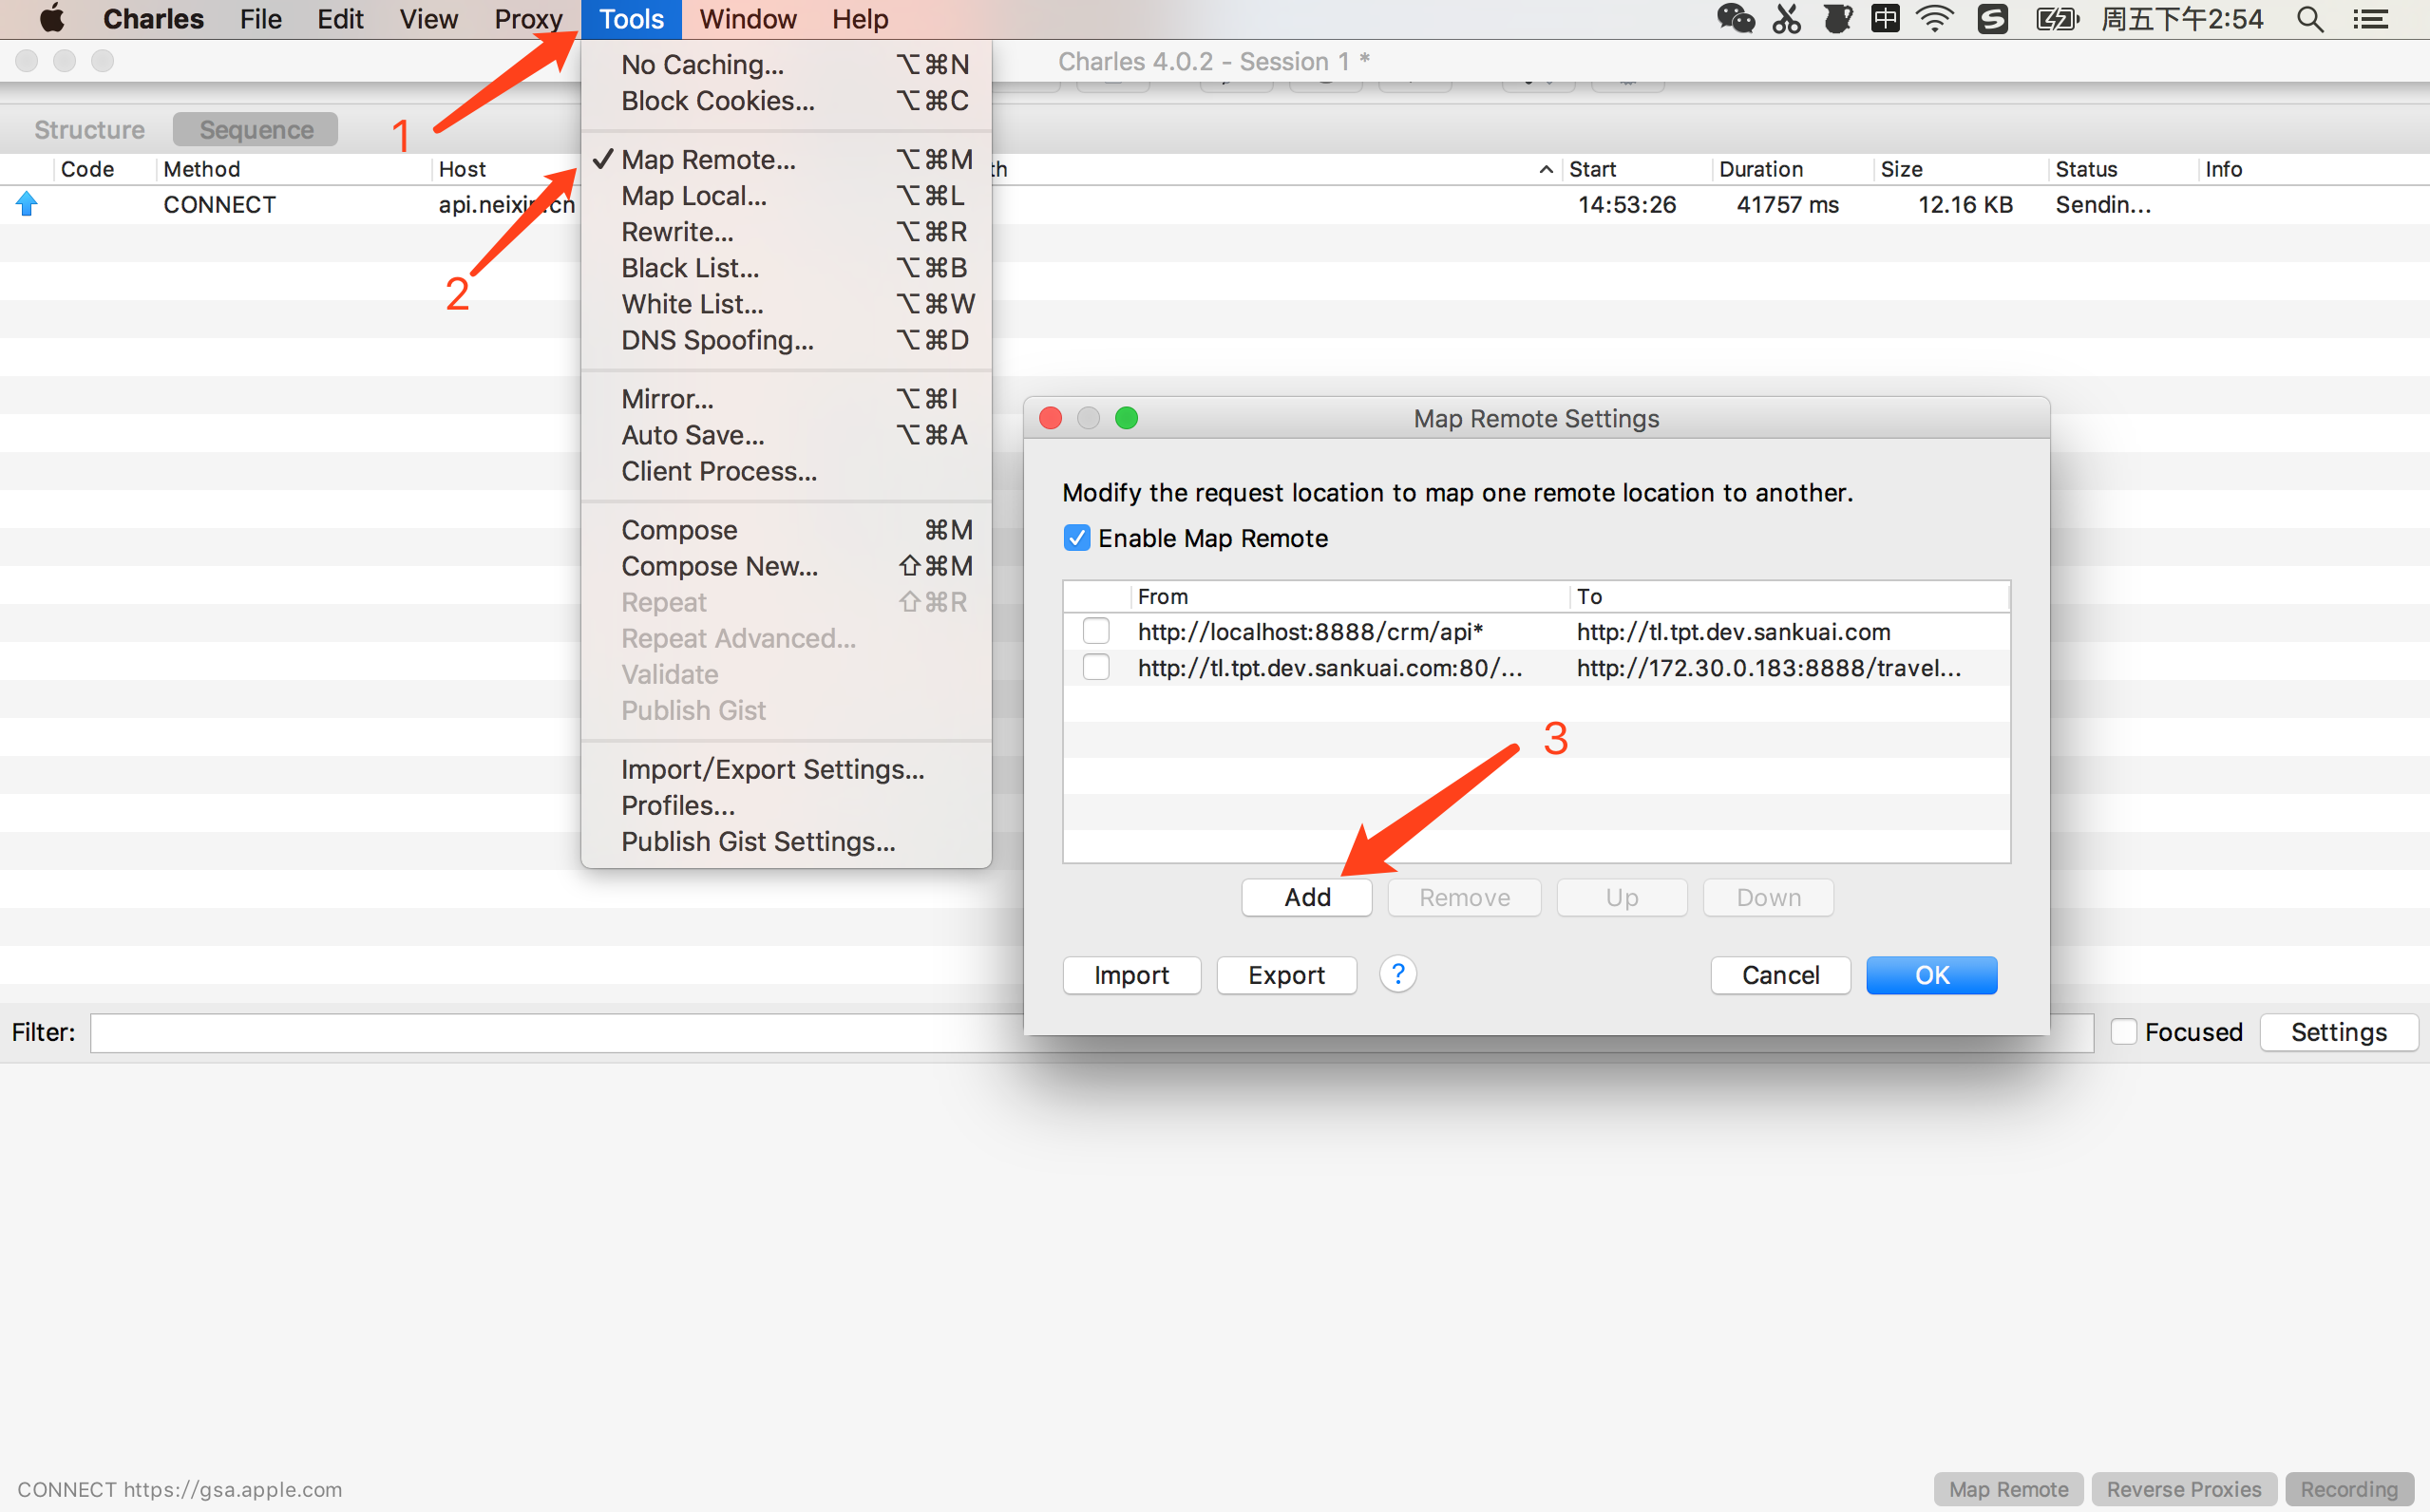 Charles File Edit View Proxy Tools Window Help 中 周五下午2:54
Charles 4.0.2 - Session 1 *
Structure Sequence
1
Code Method Host th Start Duration Size Status Info
CONNECT api.neixin.cn 14:53:26 41757 ms 12.16 KB Sendin...
2
No Caching... ⌥⌘N
Block Cookies... ⌥⌘C
✓ Map Remote... ⌥⌘M
Map Local... ⌥⌘L
Rewrite... ⌥⌘R
Black List... ⌥⌘B
White List... ⌥⌘W
DNS Spoofing... ⌥⌘D
Mirror... ⌥⌘I
Auto Save... ⌥⌘A
Client Process...
Compose ⌘M
Compose New... ⇧⌘M
Repeat ⇧⌘R
Repeat Advanced...
Validate
Publish Gist
Import/Export Settings...
Profiles...
Publish Gist Settings...
Map Remote Settings
Modify the request location to map one remote location to another.
Enable Map Remote
From To
http://localhost:8888/crm/api* http://tl.tpt.dev.sankuai.com
http://tl.tpt.dev.sankuai.com:80/... http://172.30.0.183:8888/travel...
3
Add Remove Up Down
Import Export ? Cancel OK
Filter: Focused Settings
CONNECT https://gsa.apple.com Map Remote Reverse Proxies Recording